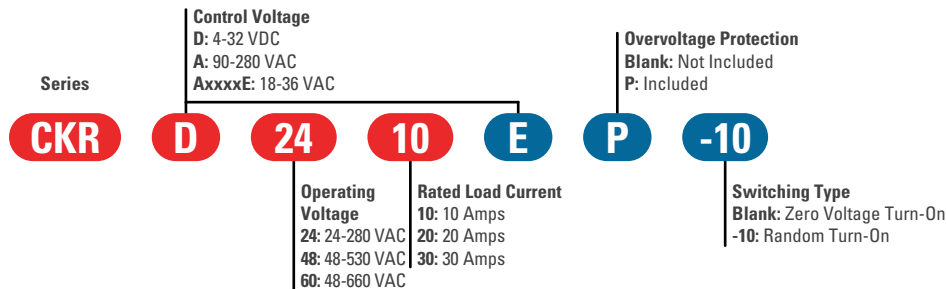 Control Voltage
D: 4-32 VDC
A: 90-280 VAC
AxxxxE: 18-36 VAC
Overvoltage Protection
Blank: Not Included
P: Included
Series
CKR D 24 10 E P -10
Operating
Voltage
24: 24-280 VAC
48: 48-530 VAC
60: 48-660 VAC
Rated Load Current
10: 10 Amps
20: 20 Amps
30: 30 Amps
Switching Type
Blank: Zero Voltage Turn-On
-10: Random Turn-On